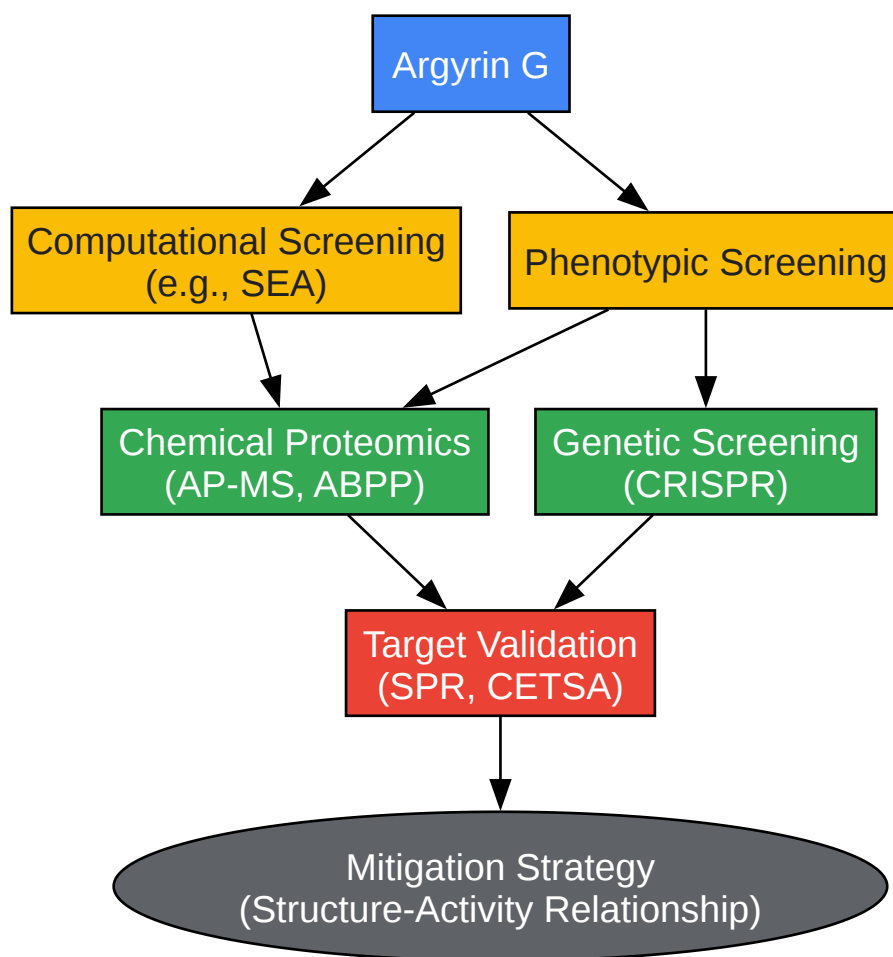 Argyrin G
Computational Screening
(e.g., SEA)
Phenotypic Screening
Chemical Proteomics
(AP-MS, ABPP)
Genetic Screening
(CRISPR)
Target Validation
(SPR, CETSA)
Mitigation Strategy
(Structure-Activity Relationship)